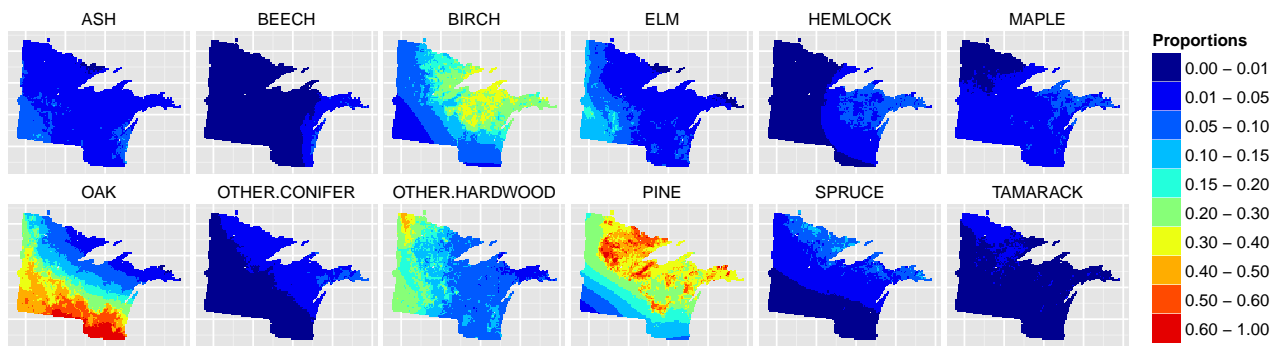 ASH BEECH BIRCH ELM HEMLOCK MAPLE
OAK OTHER.CONIFER OTHER.HARDWOOD PINE SPRUCE TAMARACK
Proportions
0.00 – 0.01
0.01 – 0.05
0.05 – 0.10
0.10 – 0.15
0.15 – 0.20
0.20 – 0.30
0.30 – 0.40
0.40 – 0.50
0.50 – 0.60
0.60 – 1.00